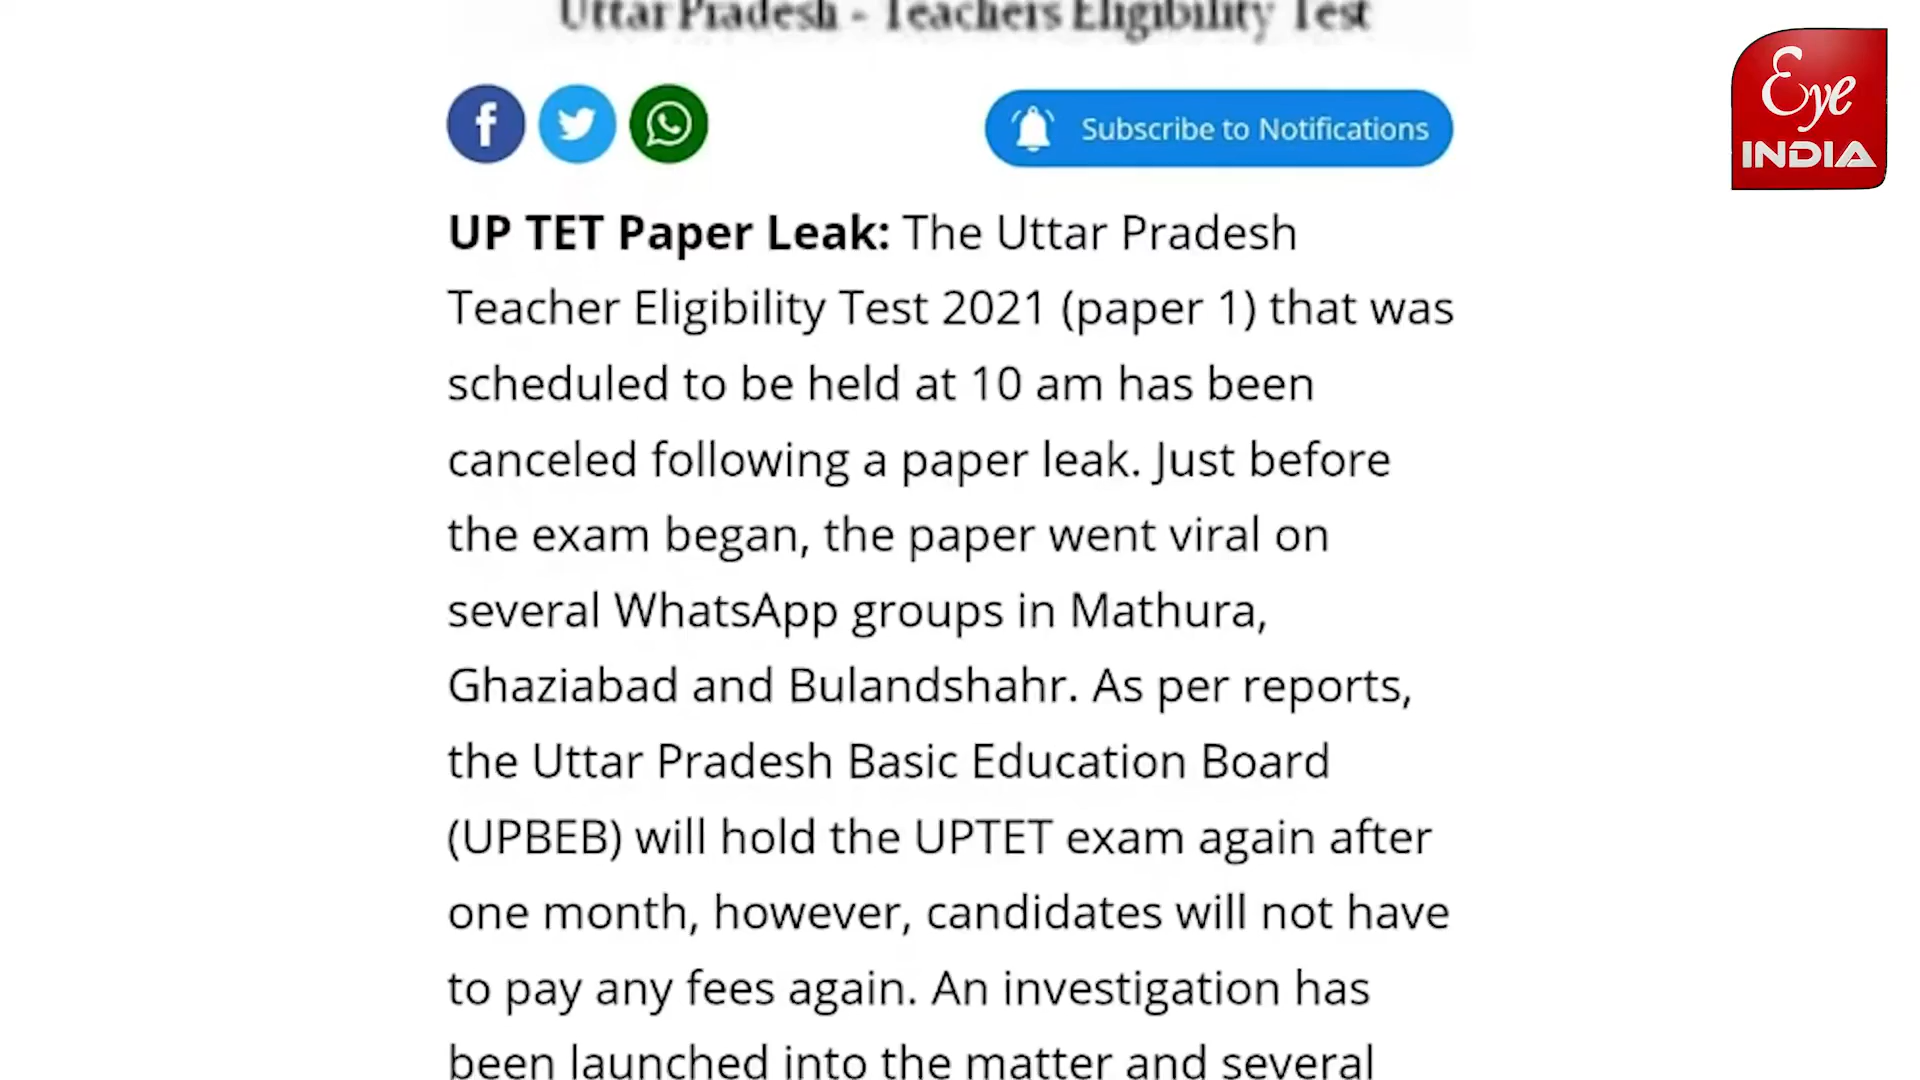 Uttar Pradesh - Teachers Eligibility Test
Subscribe to Notifications
Eye
INDIA
UP TET Paper Leak: The Uttar Pradesh
Teacher Eligibility Test 2021 (paper 1) that was
scheduled to be held at 10 am has been
canceled following a paper leak. Just before
the exam began, the paper went viral on
several WhatsApp groups in Mathura,
Ghaziabad and Bulandshahr. As per reports,
the Uttar Pradesh Basic Education Board
(UPBEB) will hold the UPTET exam again after
one month, however, candidates will not have
to pay any fees again. An investigation has
been launched into the matter and several